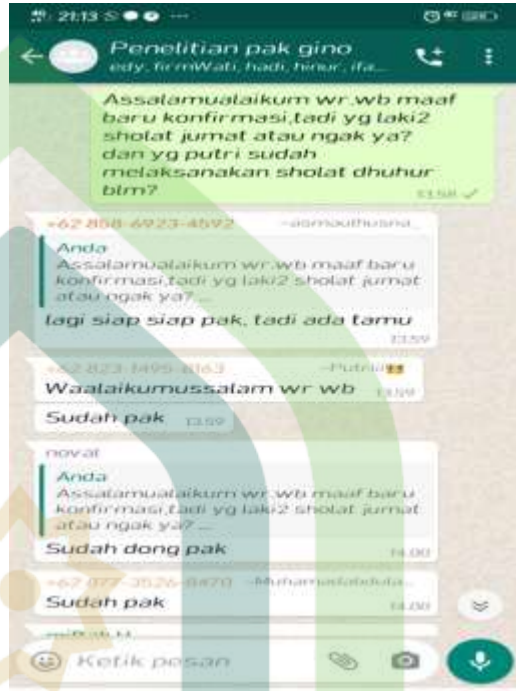 21:13
Penelitian pak gino
edy, firmWati, hadi, hinur, ifa...
Assalamualaikum wr.wb maaf
baru konfirmasi,tadi yg laki2
sholat jumat atau ngak ya?
dan yg putri sudah
melaksanakan sholat dhuhur
blm?
13.58
+62 858-6923-4592 ~asmaulhusna
Anda
Assalamualaikum wr.wb maaf baru
konfirmasi,tadi yg laki2 sholat jumat
atau ngak ya?...
lagi siap siap pak, tadi ada tamu
13.59
Waalaikumussalam wr wb 13.59
Sudah pak 13.59
noval
Anda
Assalamualaikum wr.wb maaf baru
konfirmasi,tadi yg laki2 sholat jumat
atau ngak ya?...
Sudah dong pak 14.00
Sudah pak 14.00
Ketik pesan